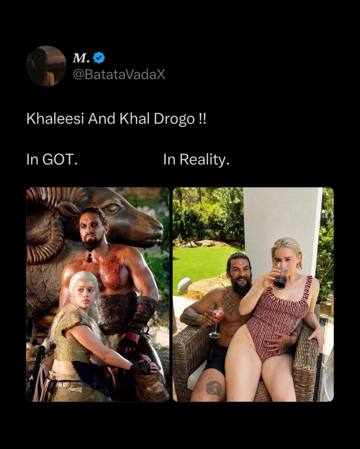 M.
@BatataVadaX
Khaleesi And Khal Drogo !!
In GOT. In Reality.